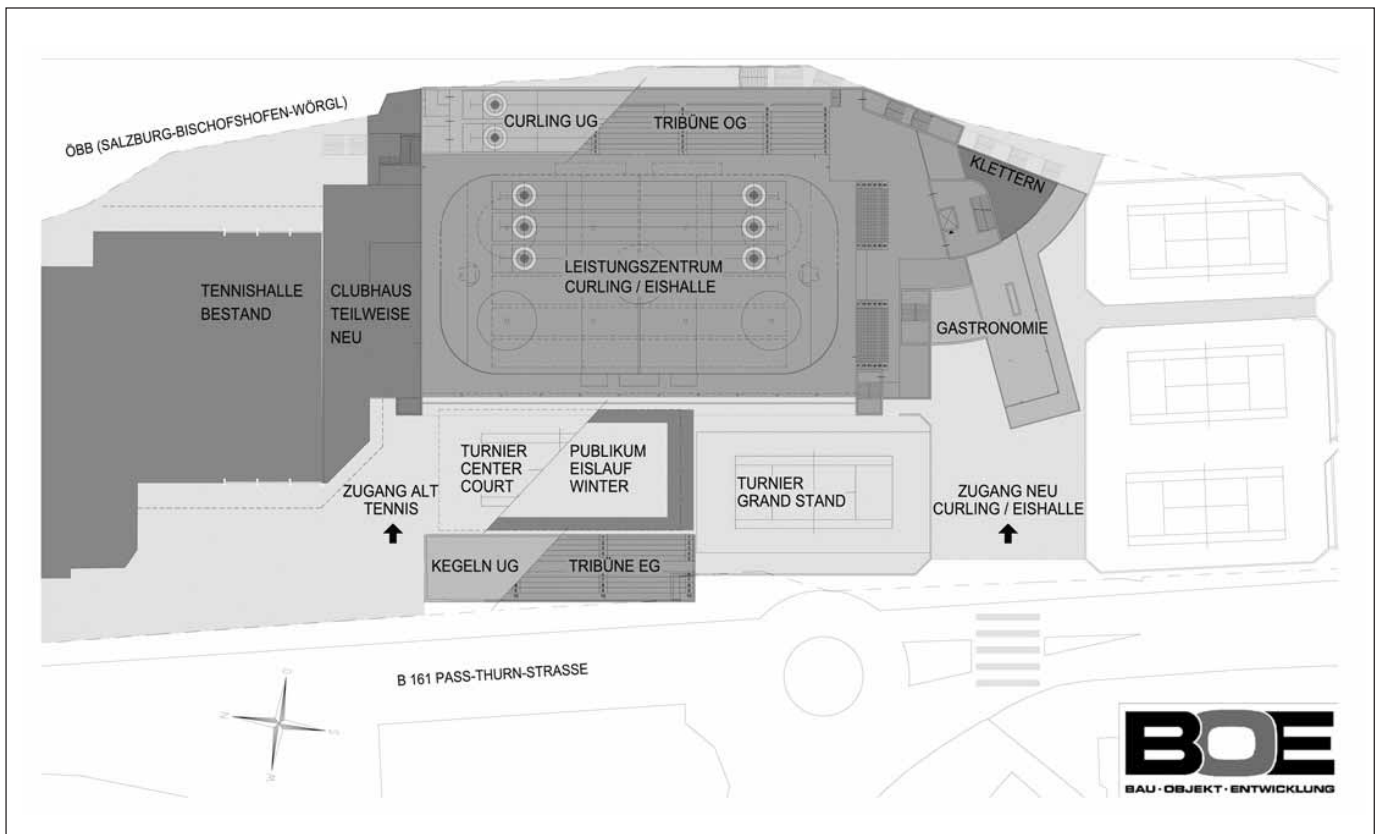 ÖBB (SALZBURG-BISCHOFSHOFEN-WÖRGL)
CURLING UG
TRIBÜNE OG
KLETTERN
TENNISHALLE
BESTAND
CLUBHAUS
TEILWEISE
NEU
LEISTUNGSZENTRUM
CURLING / EISHALLE
GASTRONOMIE
TURNIER
CENTER
COURT
PUBLIKUM
EISLAUF
WINTER
TURNIER
GRAND STAND
ZUGANG ALT
TENNIS
ZUGANG NEU
CURLING / EISHALLE
KEGELN UG
TRIBÜNE EG
B 161 PASS-THURN-STRASSE
O
N
S
W
BOE
BAU·OBJEKT·ENTWICKLUNG